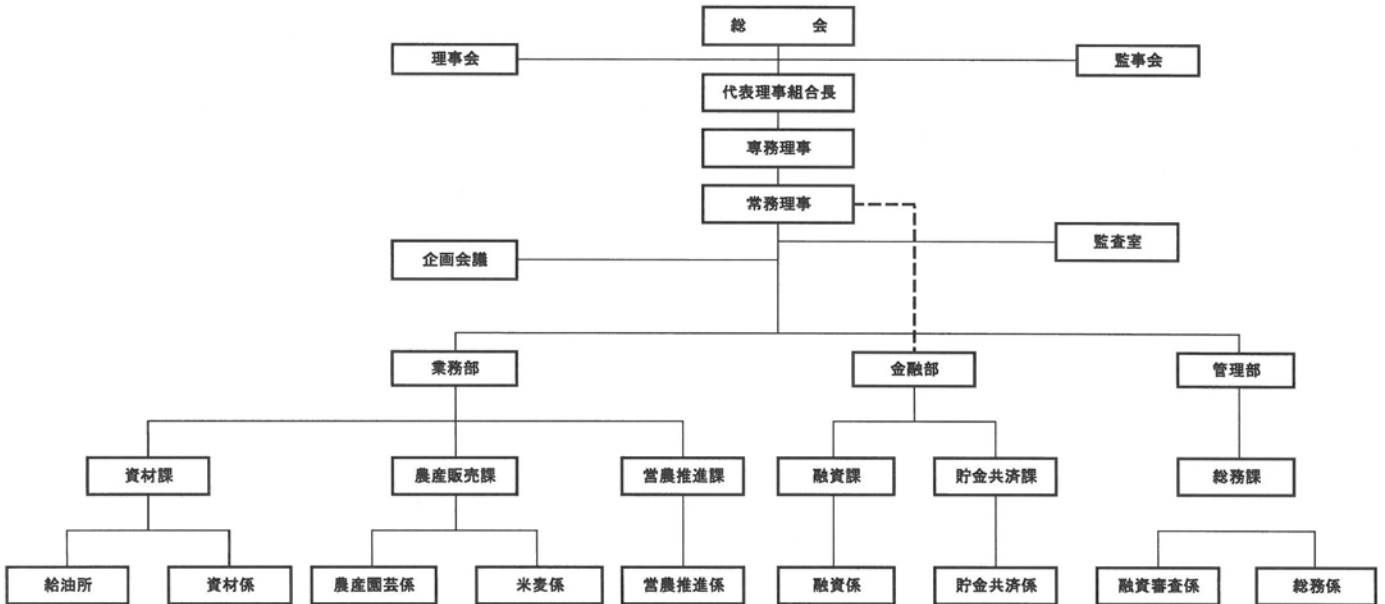 総　　　会
理事会
監事会
代表理事組合長
専務理事
常務理事
監査室
企画会議
業務部
金融部
管理部
資材課
農産販売課
営農推進課
融資課
貯金共済課
総務課
給油所
資材係
農産園芸係
米麦係
営農推進係
融資係
貯金共済係
融資審査係
総務係